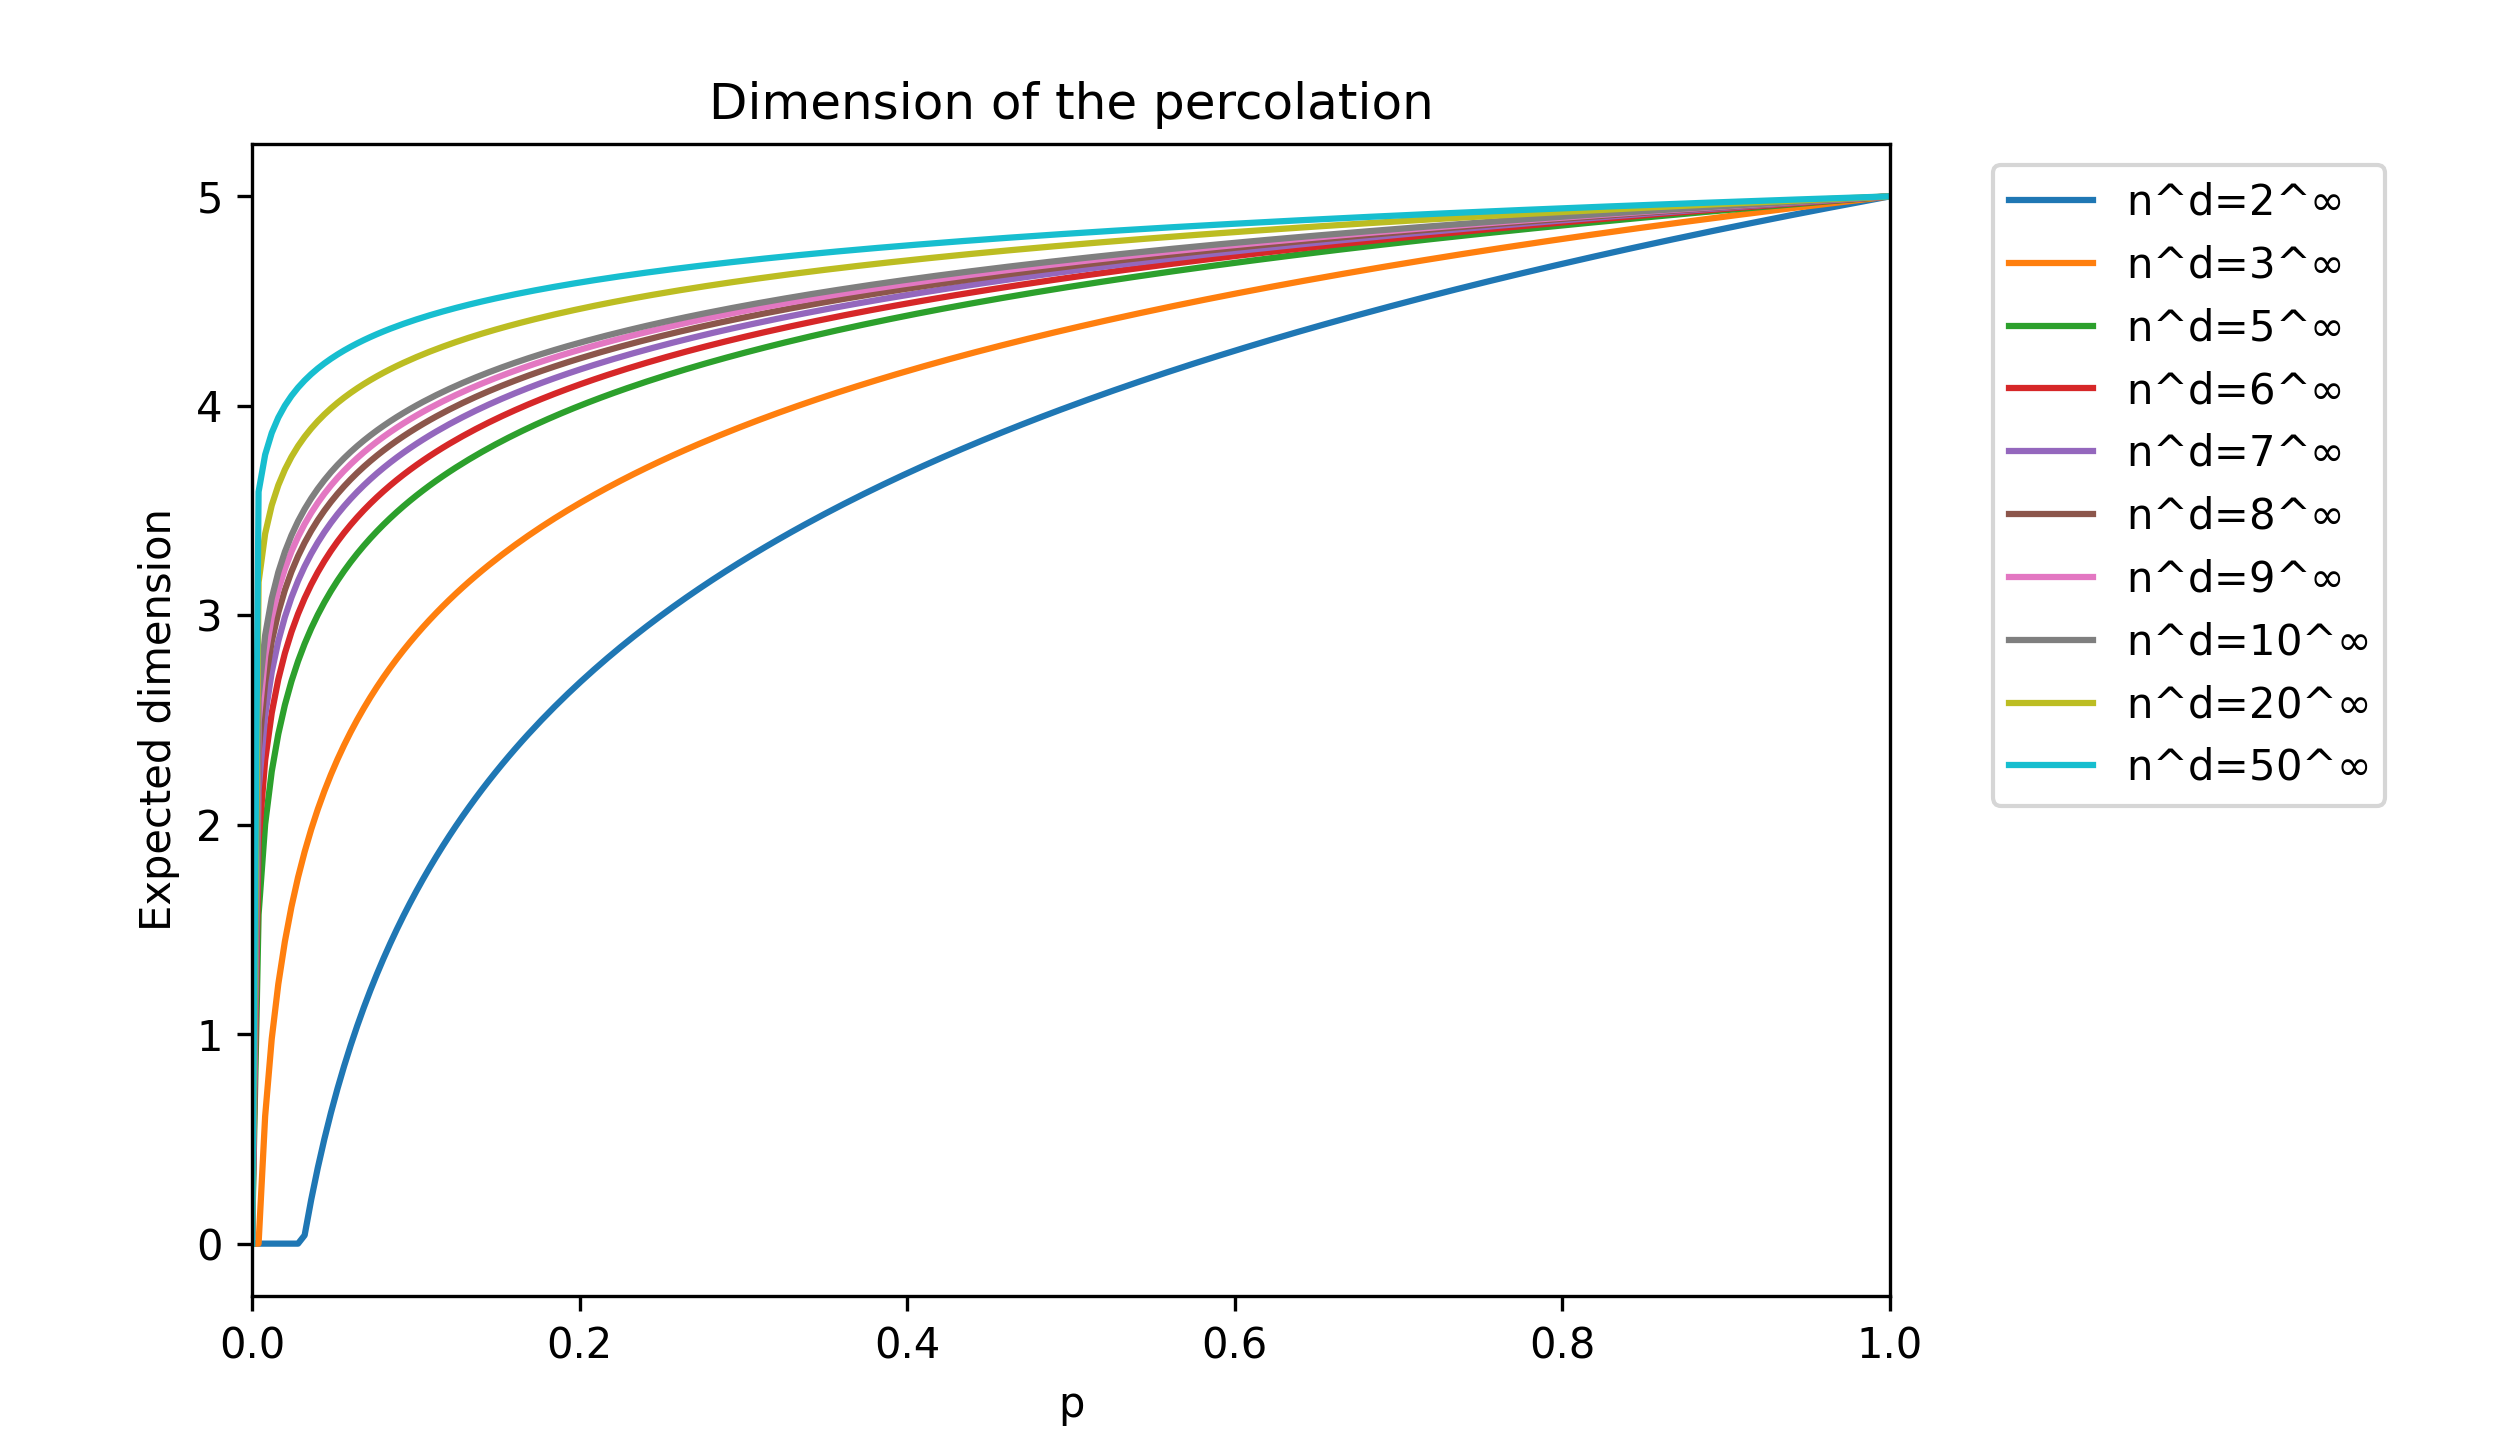 Dimension of the percolation
Expected dimension
5
4
3
2
1
0
0.0 0.2 0.4 0.6 0.8 1.0
p
n^d=2^∞
n^d=3^∞
n^d=5^∞
n^d=6^∞
n^d=7^∞
n^d=8^∞
n^d=9^∞
n^d=10^∞
n^d=20^∞
n^d=50^∞